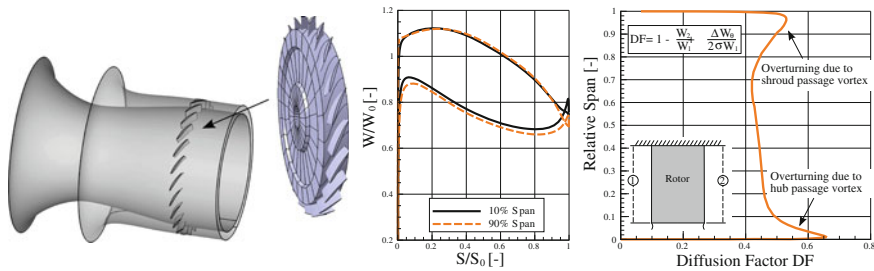 W/W₀ [-]
1.2
1
0.8
0.6
0.4
0.2
0
0
0.2
0.4
0.6
0.8
1
S/S₀ [-]
10% Span
90% Span
Relative Span [-]
1
0.9
0.8
0.7
0.6
0.5
0.4
0.3
0.2
0.1
0
0
0.2
0.4
0.6
0.8
Diffusion Factor DF
DF= 1 - W₂/W₁ + ΔWθ/2σW₁
Overturning due to
shroud passage vortex
1
Rotor
2
Overturning due to
hub passage vortex